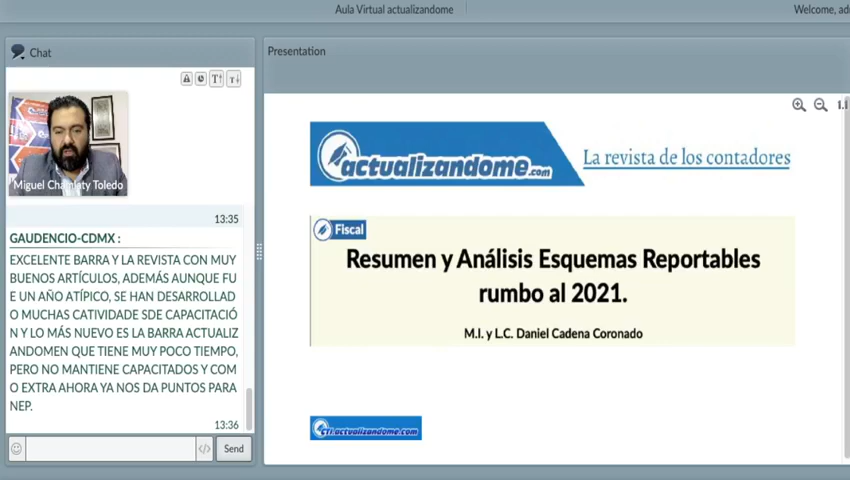 Aula Virtual actualizandome
Welcome, ad
Chat
Presentation
Miguel Chamlaty Toledo
13:35
GAUDENCIO-CDMX :
EXCELENTE BARRA Y LA REVISTA CON MUY
BUENOS ARTÍCULOS, ADEMÁS AUNQUE FU
E UN AÑO ATÍPICO, SE HAN DESARROLLAD
O MUCHAS CATIVIDADE SDE CAPACITACIÓ
N Y LO MÁS NUEVO ES LA BARRA ACTUALIZ
ANDOMEN QUE TIENE MUY POCO TIEMPO,
PERO NO MANTIENE CAPACITADOS Y COM
O EXTRA AHORA YA NOS DA PUNTOS PARA
NEP.
13:36
Send
actualizandome.com
La revista de los contadores
Fiscal
Resumen y Análisis Esquemas Reportables
rumbo al 2021.
M.I. y L.C. Daniel Cadena Coronado
actualizandome.com